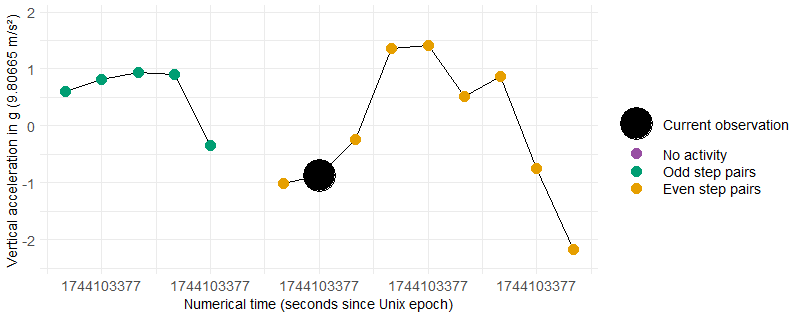 Vertical acceleration in g (9.80665 m/s²)
2
1
0
-1
-2
1744103377 1744103377 1744103377 1744103377 1744103377
Numerical time (seconds since Unix epoch)
Current observation
No activity
Odd step pairs
Even step pairs